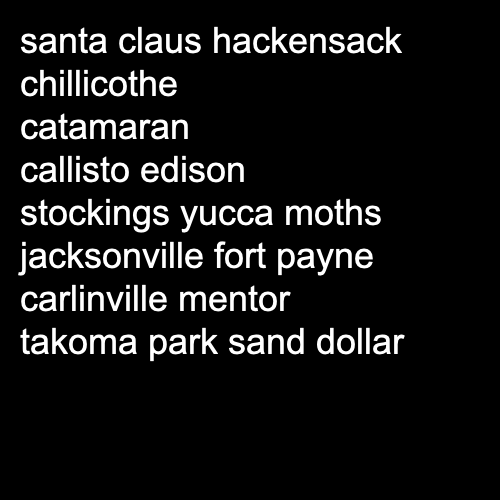 santa claus hackensack
chillicothe
catamaran
callisto edison
stockings yucca moths
jacksonville fort payne
carlinville mentor
takoma park sand dollar